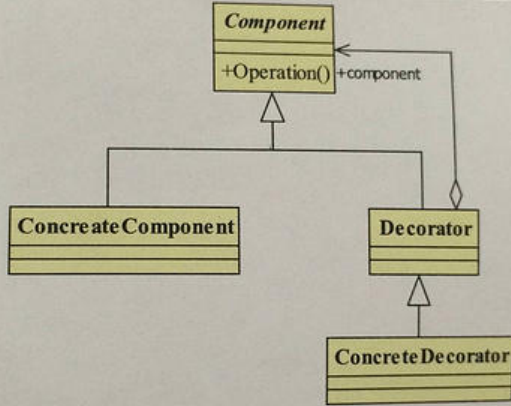 Component
+Operation() +component
ConcreateComponent
Decorator
ConcreteDecorator